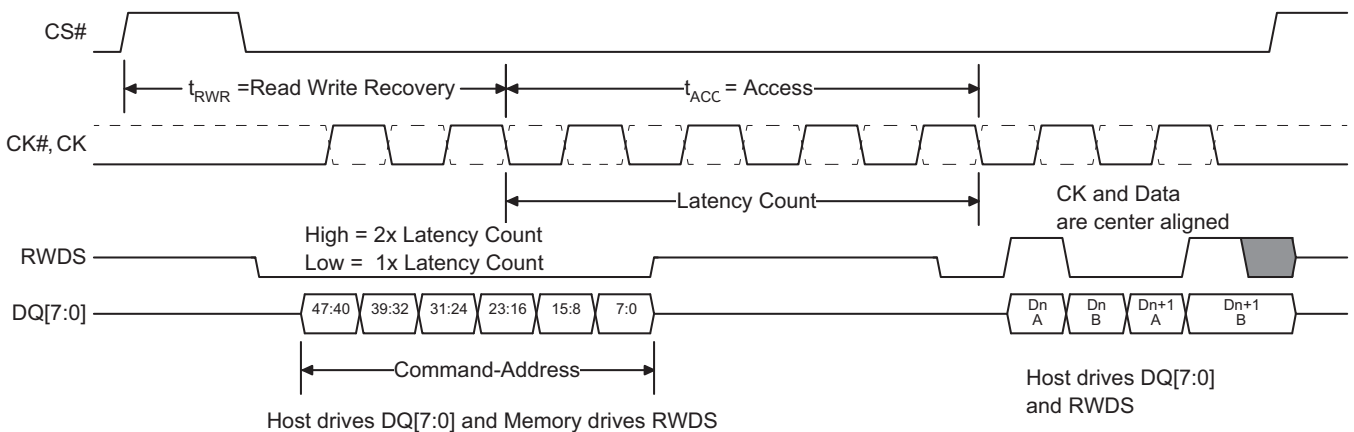 CS#
tRWR =Read Write Recovery
tACC = Access
CK#, CK
Latency Count
CK and Data
are center aligned
High = 2x Latency Count
Low = 1x Latency Count
RWDS
DQ[7:0]
47:40 39:32 31:24 23:16 15:8 7:0
Dn
A
Dn
B
Dn+1
A
Dn+1
B
Command-Address
Host drives DQ[7:0]
and RWDS
Host drives DQ[7:0] and Memory drives RWDS